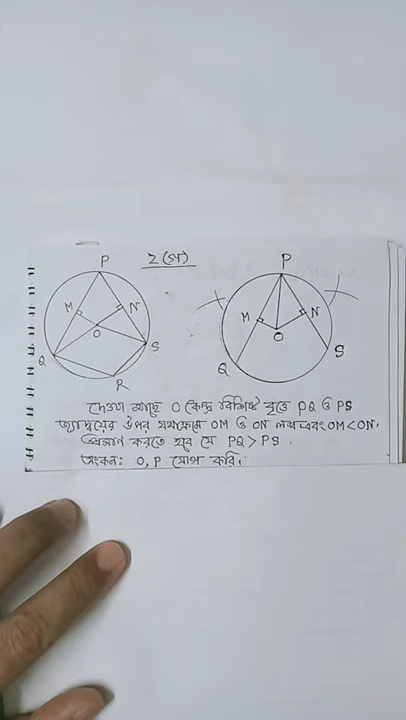 ২(গ)
P
M
N
O
Q
S
R
P
M
N
O
Q
S
দেওয়া আছে O কেন্দ্র বিশিষ্ট বৃত্তে PQ ও PS
জ্যাদ্বয়ের উপর যথাক্রমে OM ও ON লম্ব এবং OM<ON,
প্রমাণ করতে হবে যে PQ > PS.
অংকন: O, P যোগ করি।